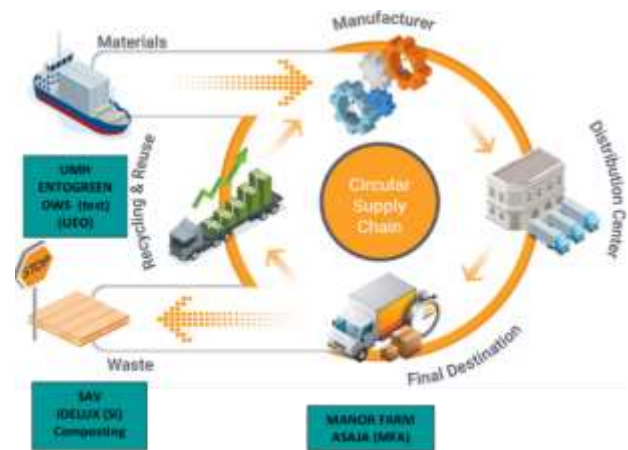 Manufacturer
Materials
Distribution Center
Circular
Supply
Chain
Recycling & Reuse
UMH
ENTOGREEN
OWS (test)
(UEO)
STOP
Waste
Final Destination
SAV
IDELUX (SI)
Composting
MANOR FARM
ASAJA (MFA)